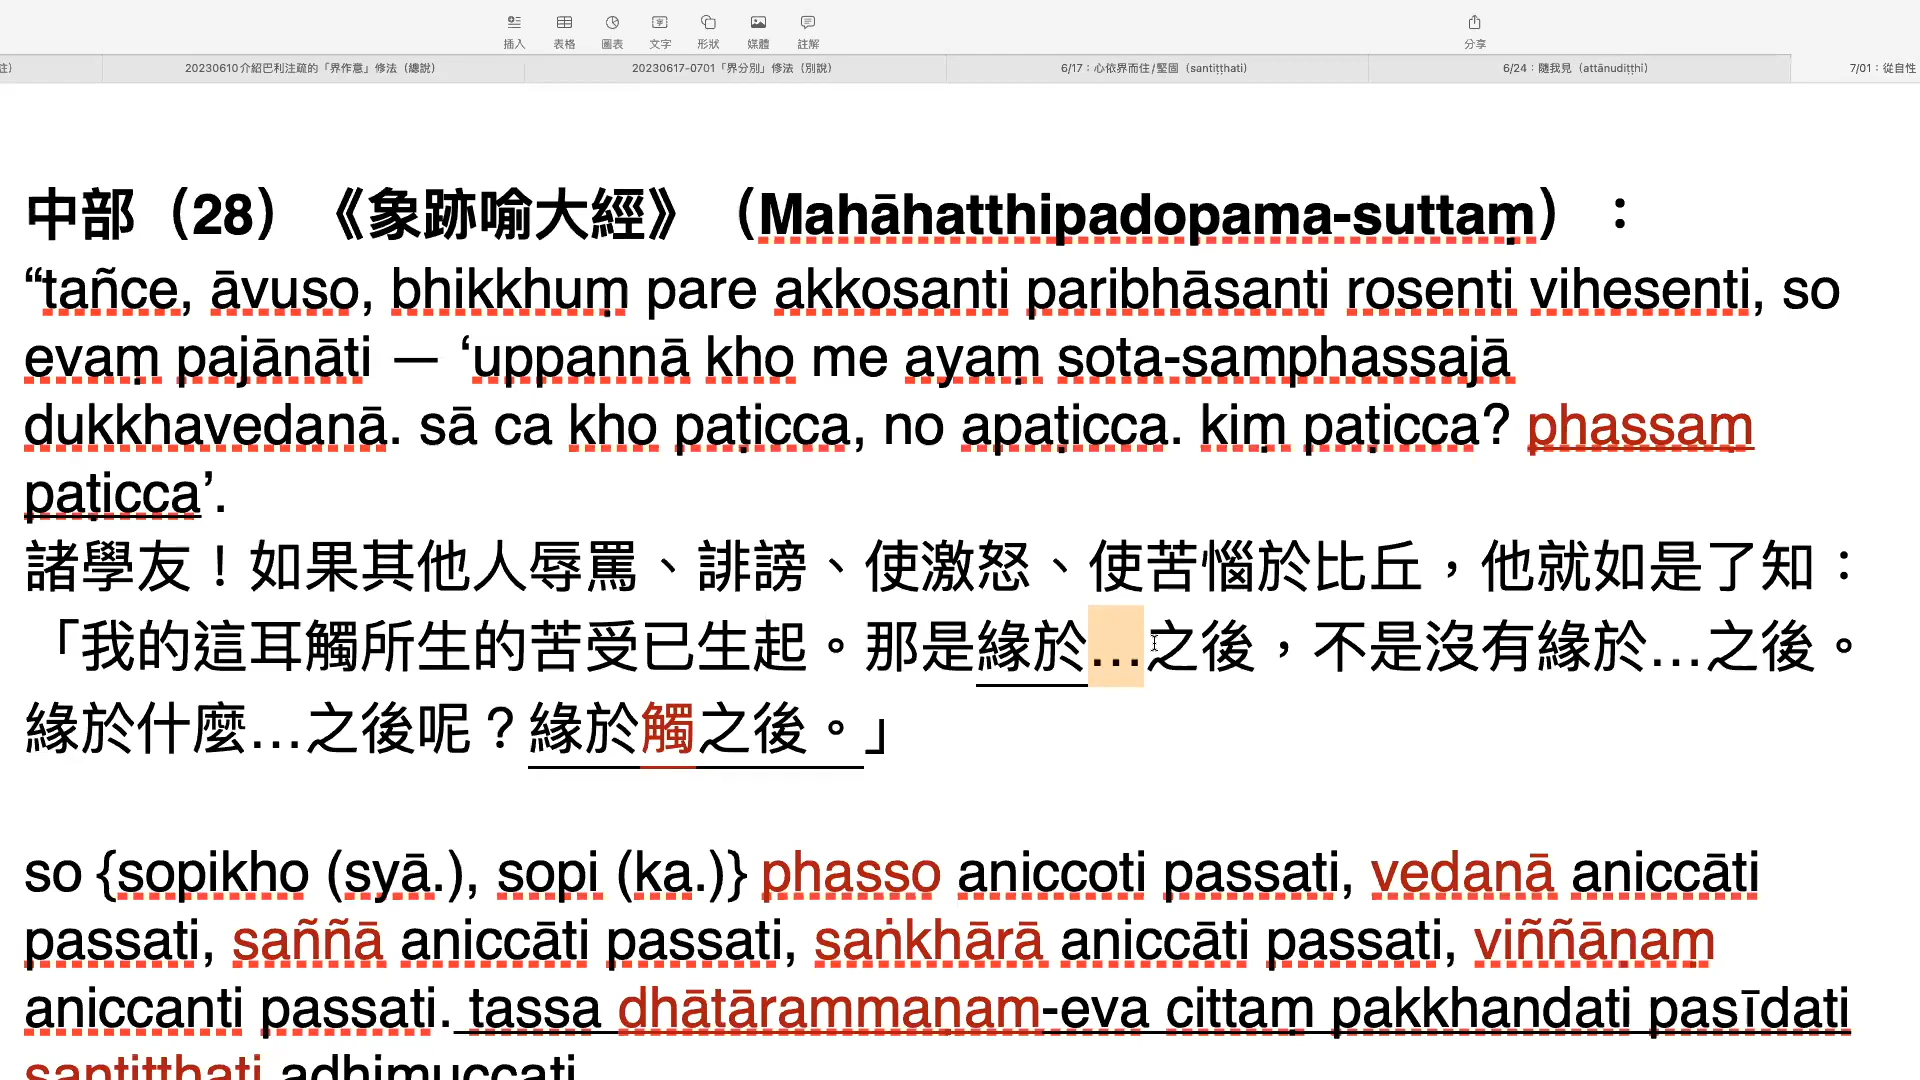 插入 表格 圖表 文字 形狀 媒體 註解 分享
註） 20230610介紹巴利注疏的「界作意」修法（總說） 20230617-0701「界分別」修法（別說） 6/17：心依界而住/堅固（santiṭṭhati） 6/24：隨我見（attānudiṭṭhi） 7/01：從自性
中部（28）《象跡喻大經》（Mahāhatthipadopama-suttaṃ）：
“tañce, āvuso, bhikkhuṃ pare akkosanti paribhāsanti rosenti vihesenti, so
evaṃ pajānāti — ‘uppannā kho me ayaṃ sota-samphassajā
dukkhavedanā. sā ca kho paṭicca, no apaṭicca. kiṃ paṭicca? phassaṃ
paṭicca’.
諸學友！如果其他人辱罵、誹謗、使激怒、使苦惱於比丘，他就如是了知：
「我的這耳觸所生的苦受已生起。那是緣於…之後，不是沒有緣於…之後。
緣於什麼…之後呢？緣於觸之後。」
so {sopikho (syā.), sopi (ka.)} phasso aniccoti passati, vedanā aniccāti
passati, saññā aniccāti passati, saṅkhārā aniccāti passati, viññāṇaṃ
aniccanti passati. tassa dhātārammaṇam-eva cittaṃ pakkhandati pasīdati
santiṭṭhati adhimuccati.